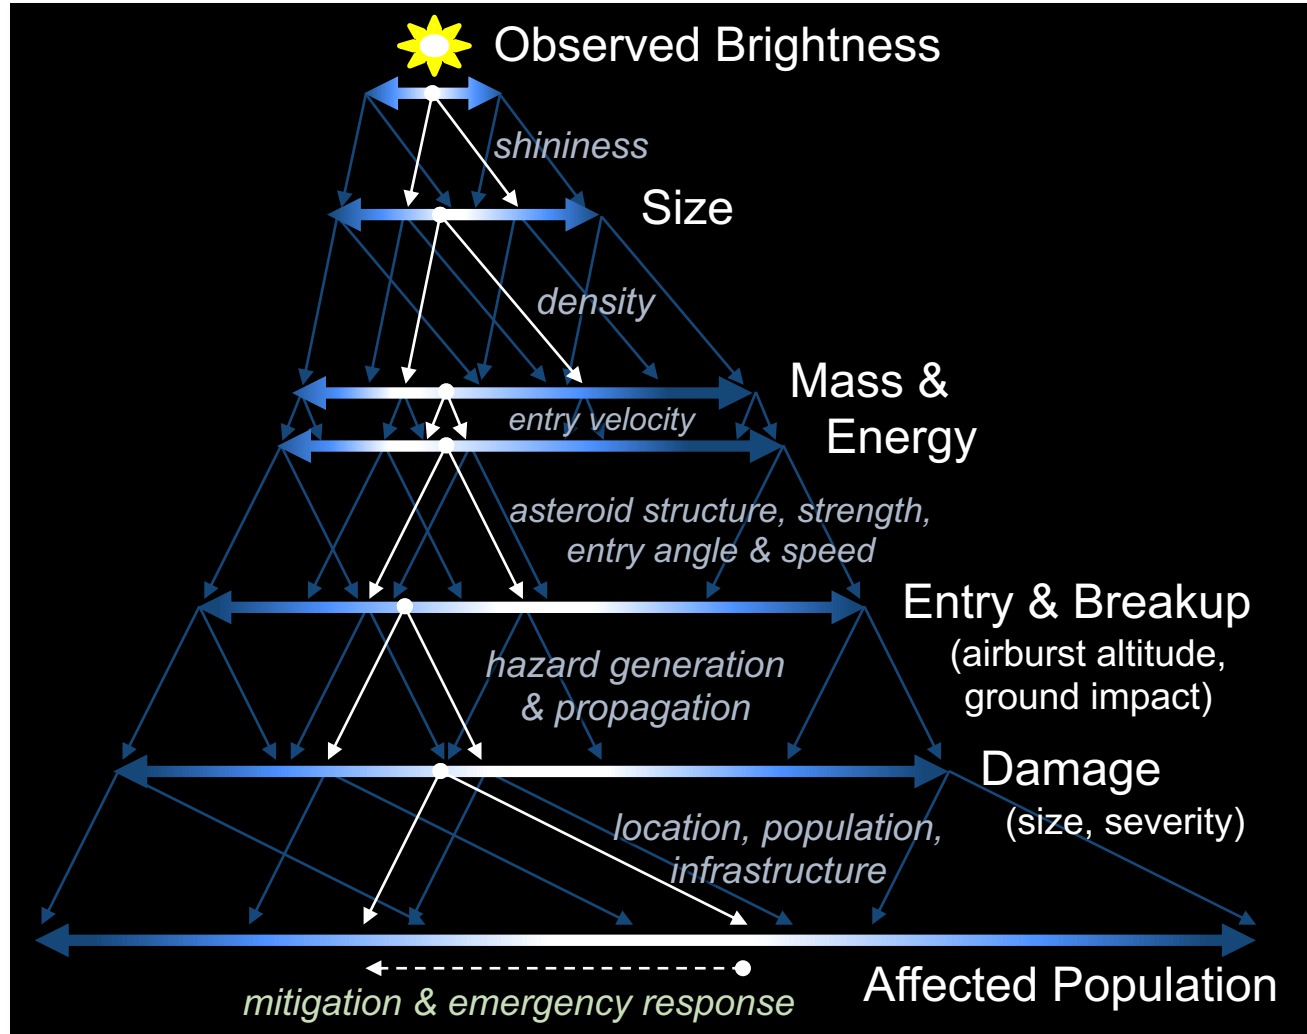 Observed Brightness
shininess
Size
density
Mass &
Energy
entry velocity
asteroid structure, strength,
entry angle & speed
Entry & Breakup
(airburst altitude,
ground impact)
hazard generation
& propagation
Damage
(size, severity)
location, population,
infrastructure
Affected Population
mitigation & emergency response